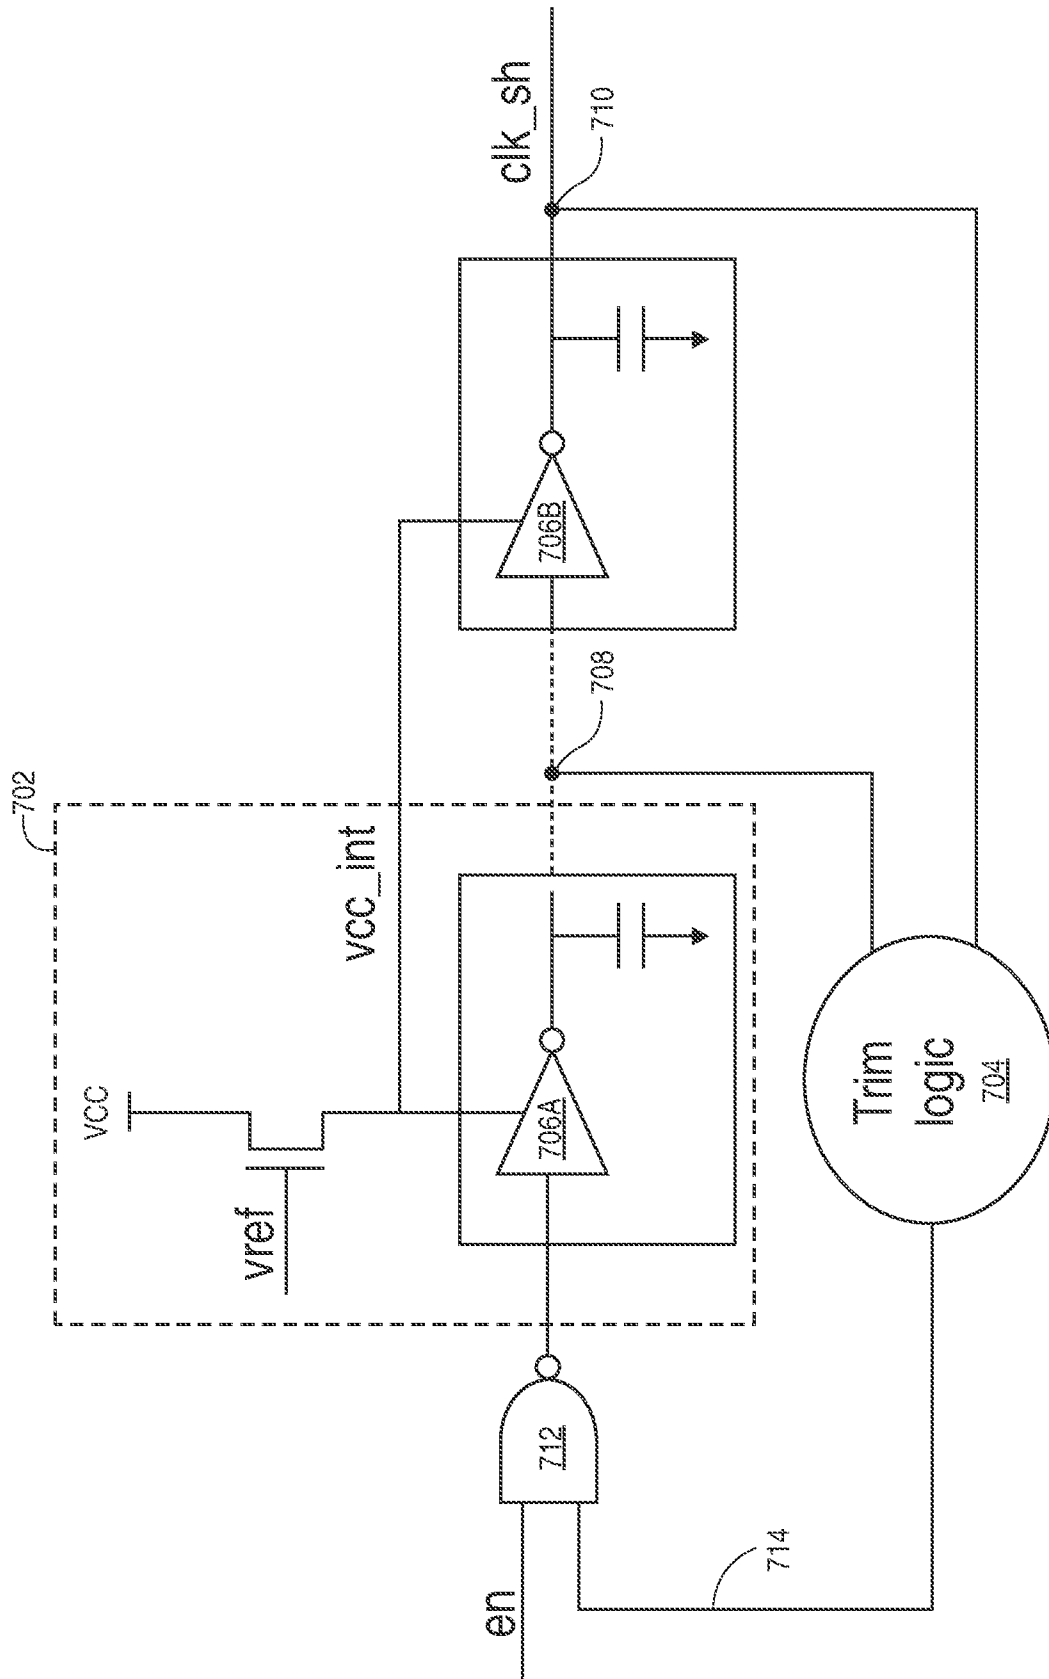 702
vcc
vref
vcc_int
clk_sh
710
706A
706B
708
712
en
714
Trim
logic
704